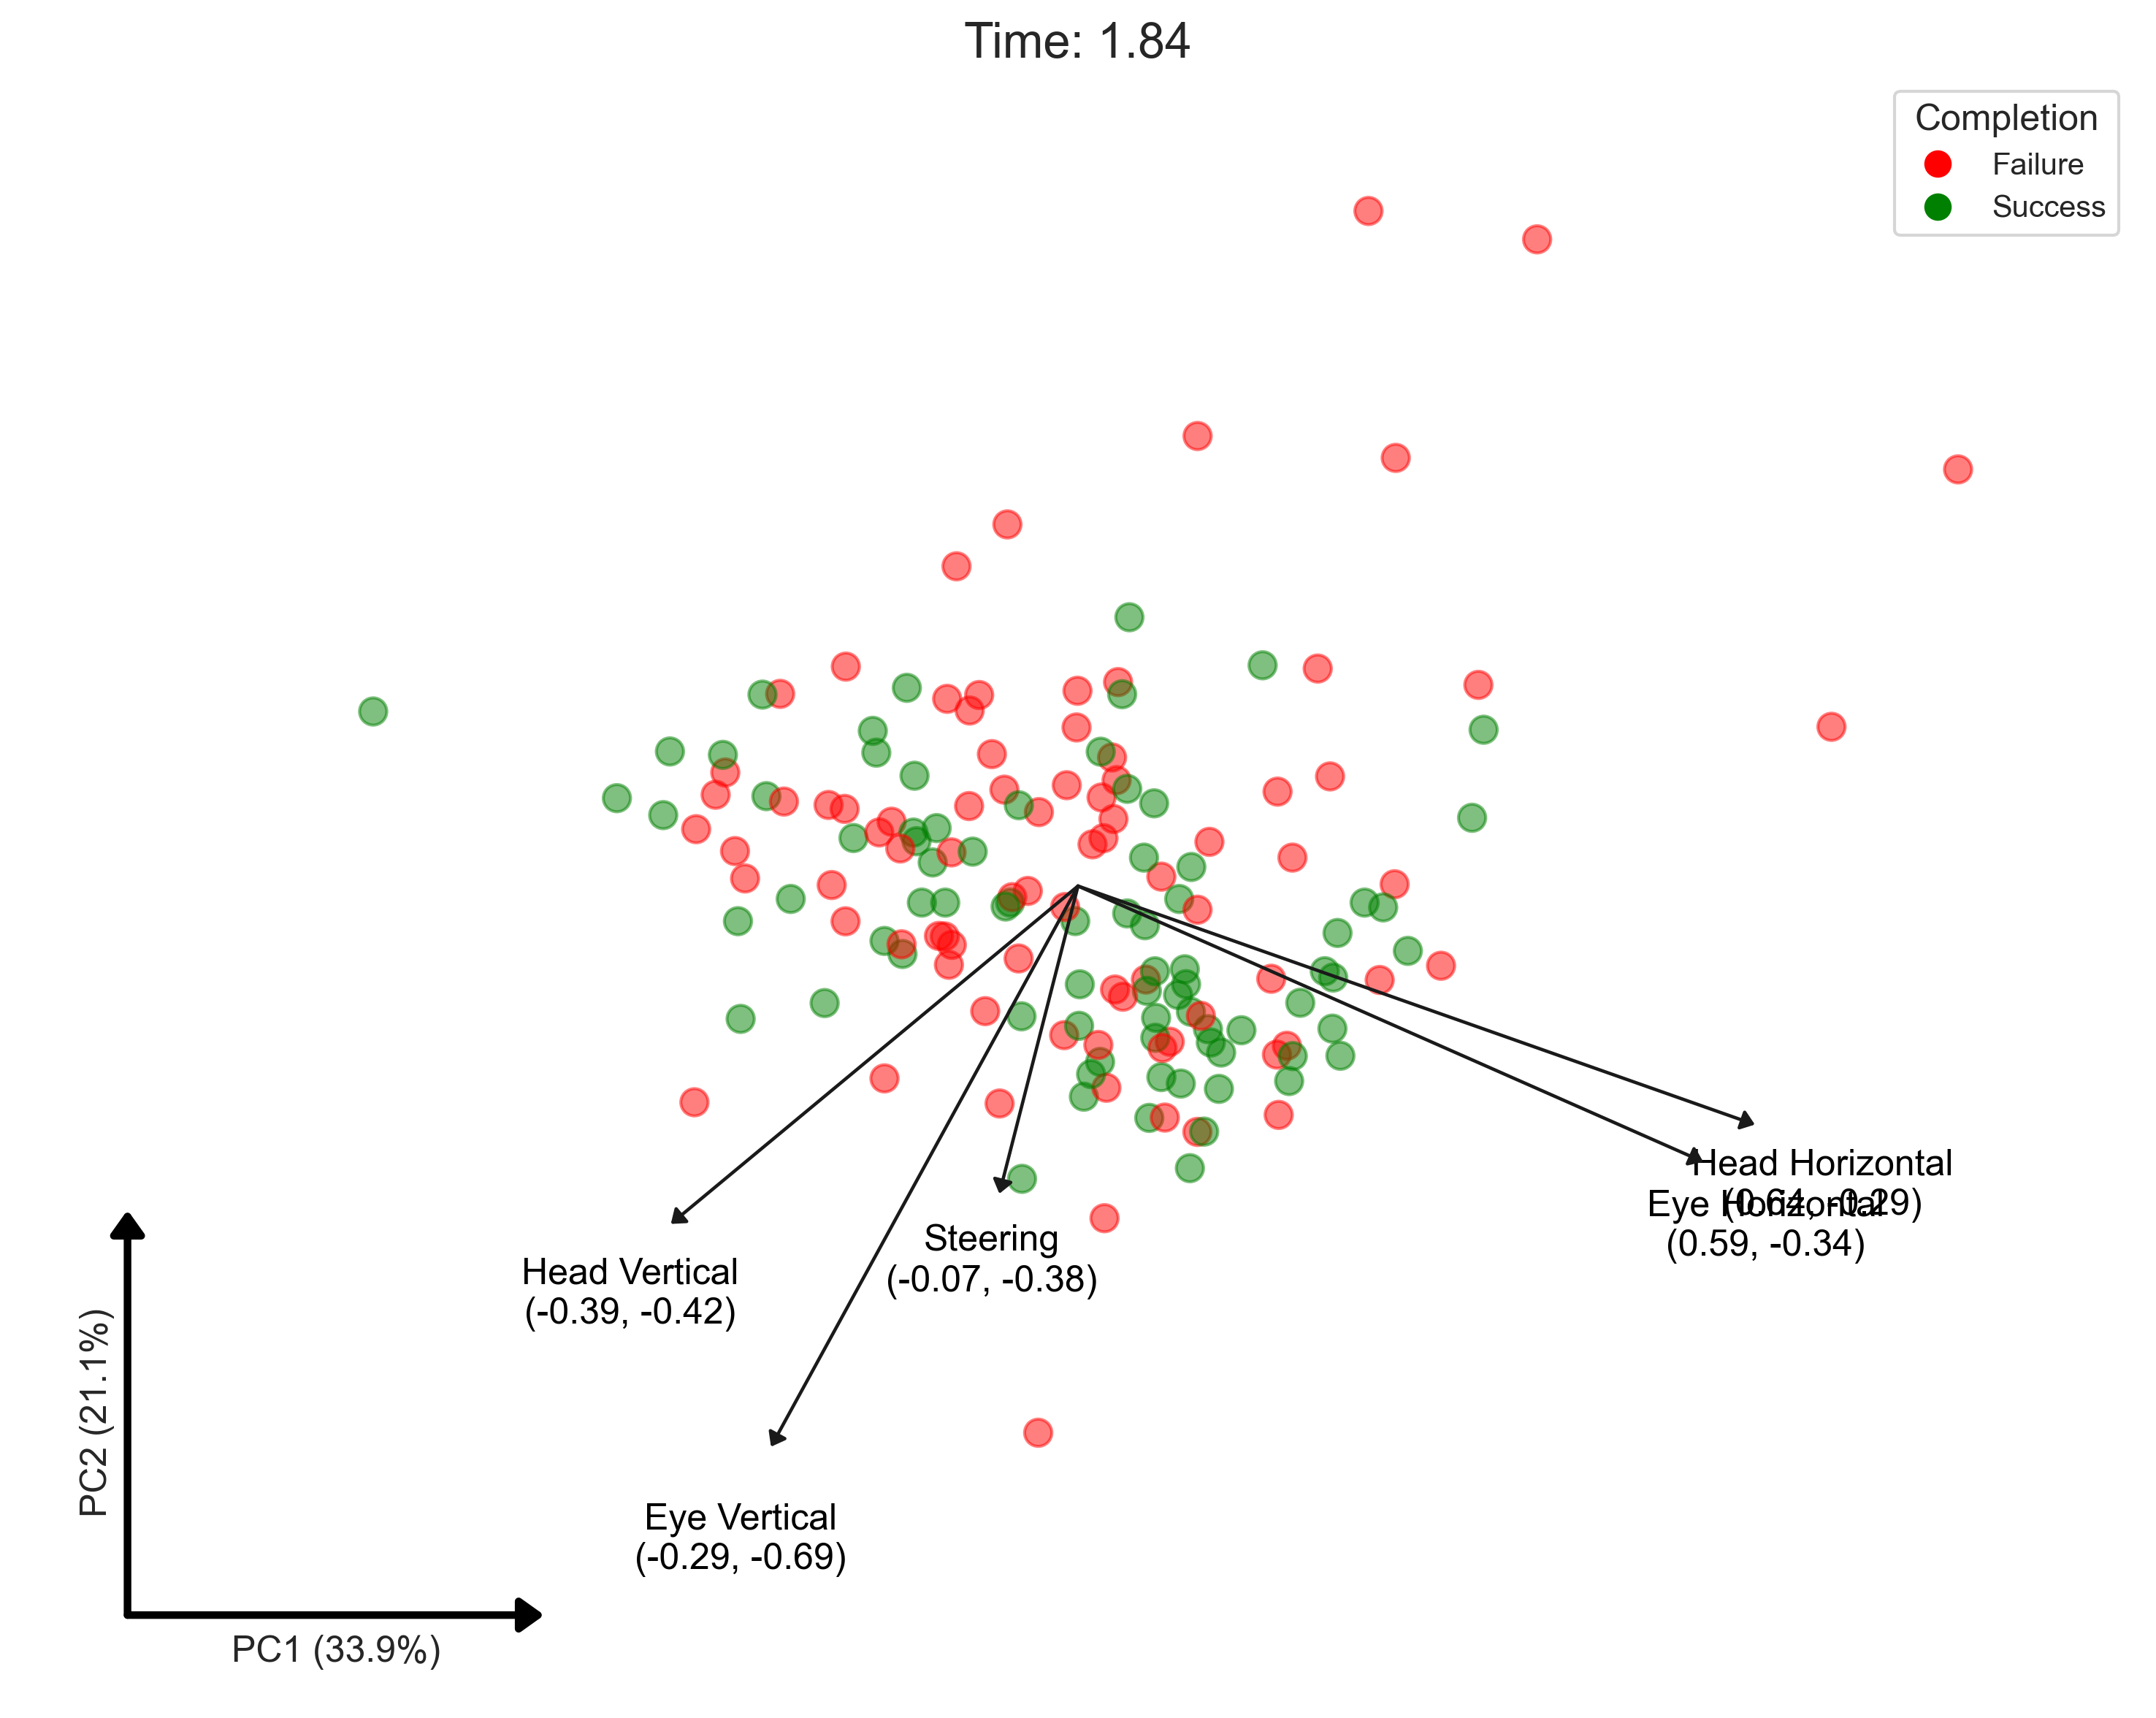 Time: 1.84
Completion
Failure
Success
Head Horizontal
(0.64, -0.29)
Eye Horizontal
(0.59, -0.34)
Steering
(-0.07, -0.38)
Head Vertical
(-0.39, -0.42)
Eye Vertical
(-0.29, -0.69)
PC2 (21.1%)
PC1 (33.9%)